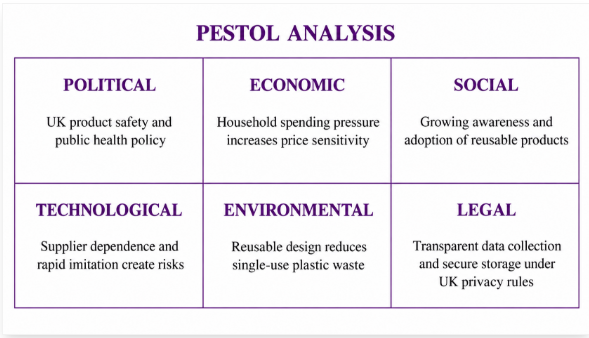 PESTOL ANALYSIS
POLITICAL
UK product safety and
public health policy
ECONOMIC
Household spending pressure
increases price sensitivity
SOCIAL
Growing awareness and
adoption of reusable products
TECHNOLOGICAL
Supplier dependence and
rapid imitation create risks
ENVIRONMENTAL
Reusable design reduces
single-use plastic waste
LEGAL
Transparent data collection
and secure storage under
UK privacy rules